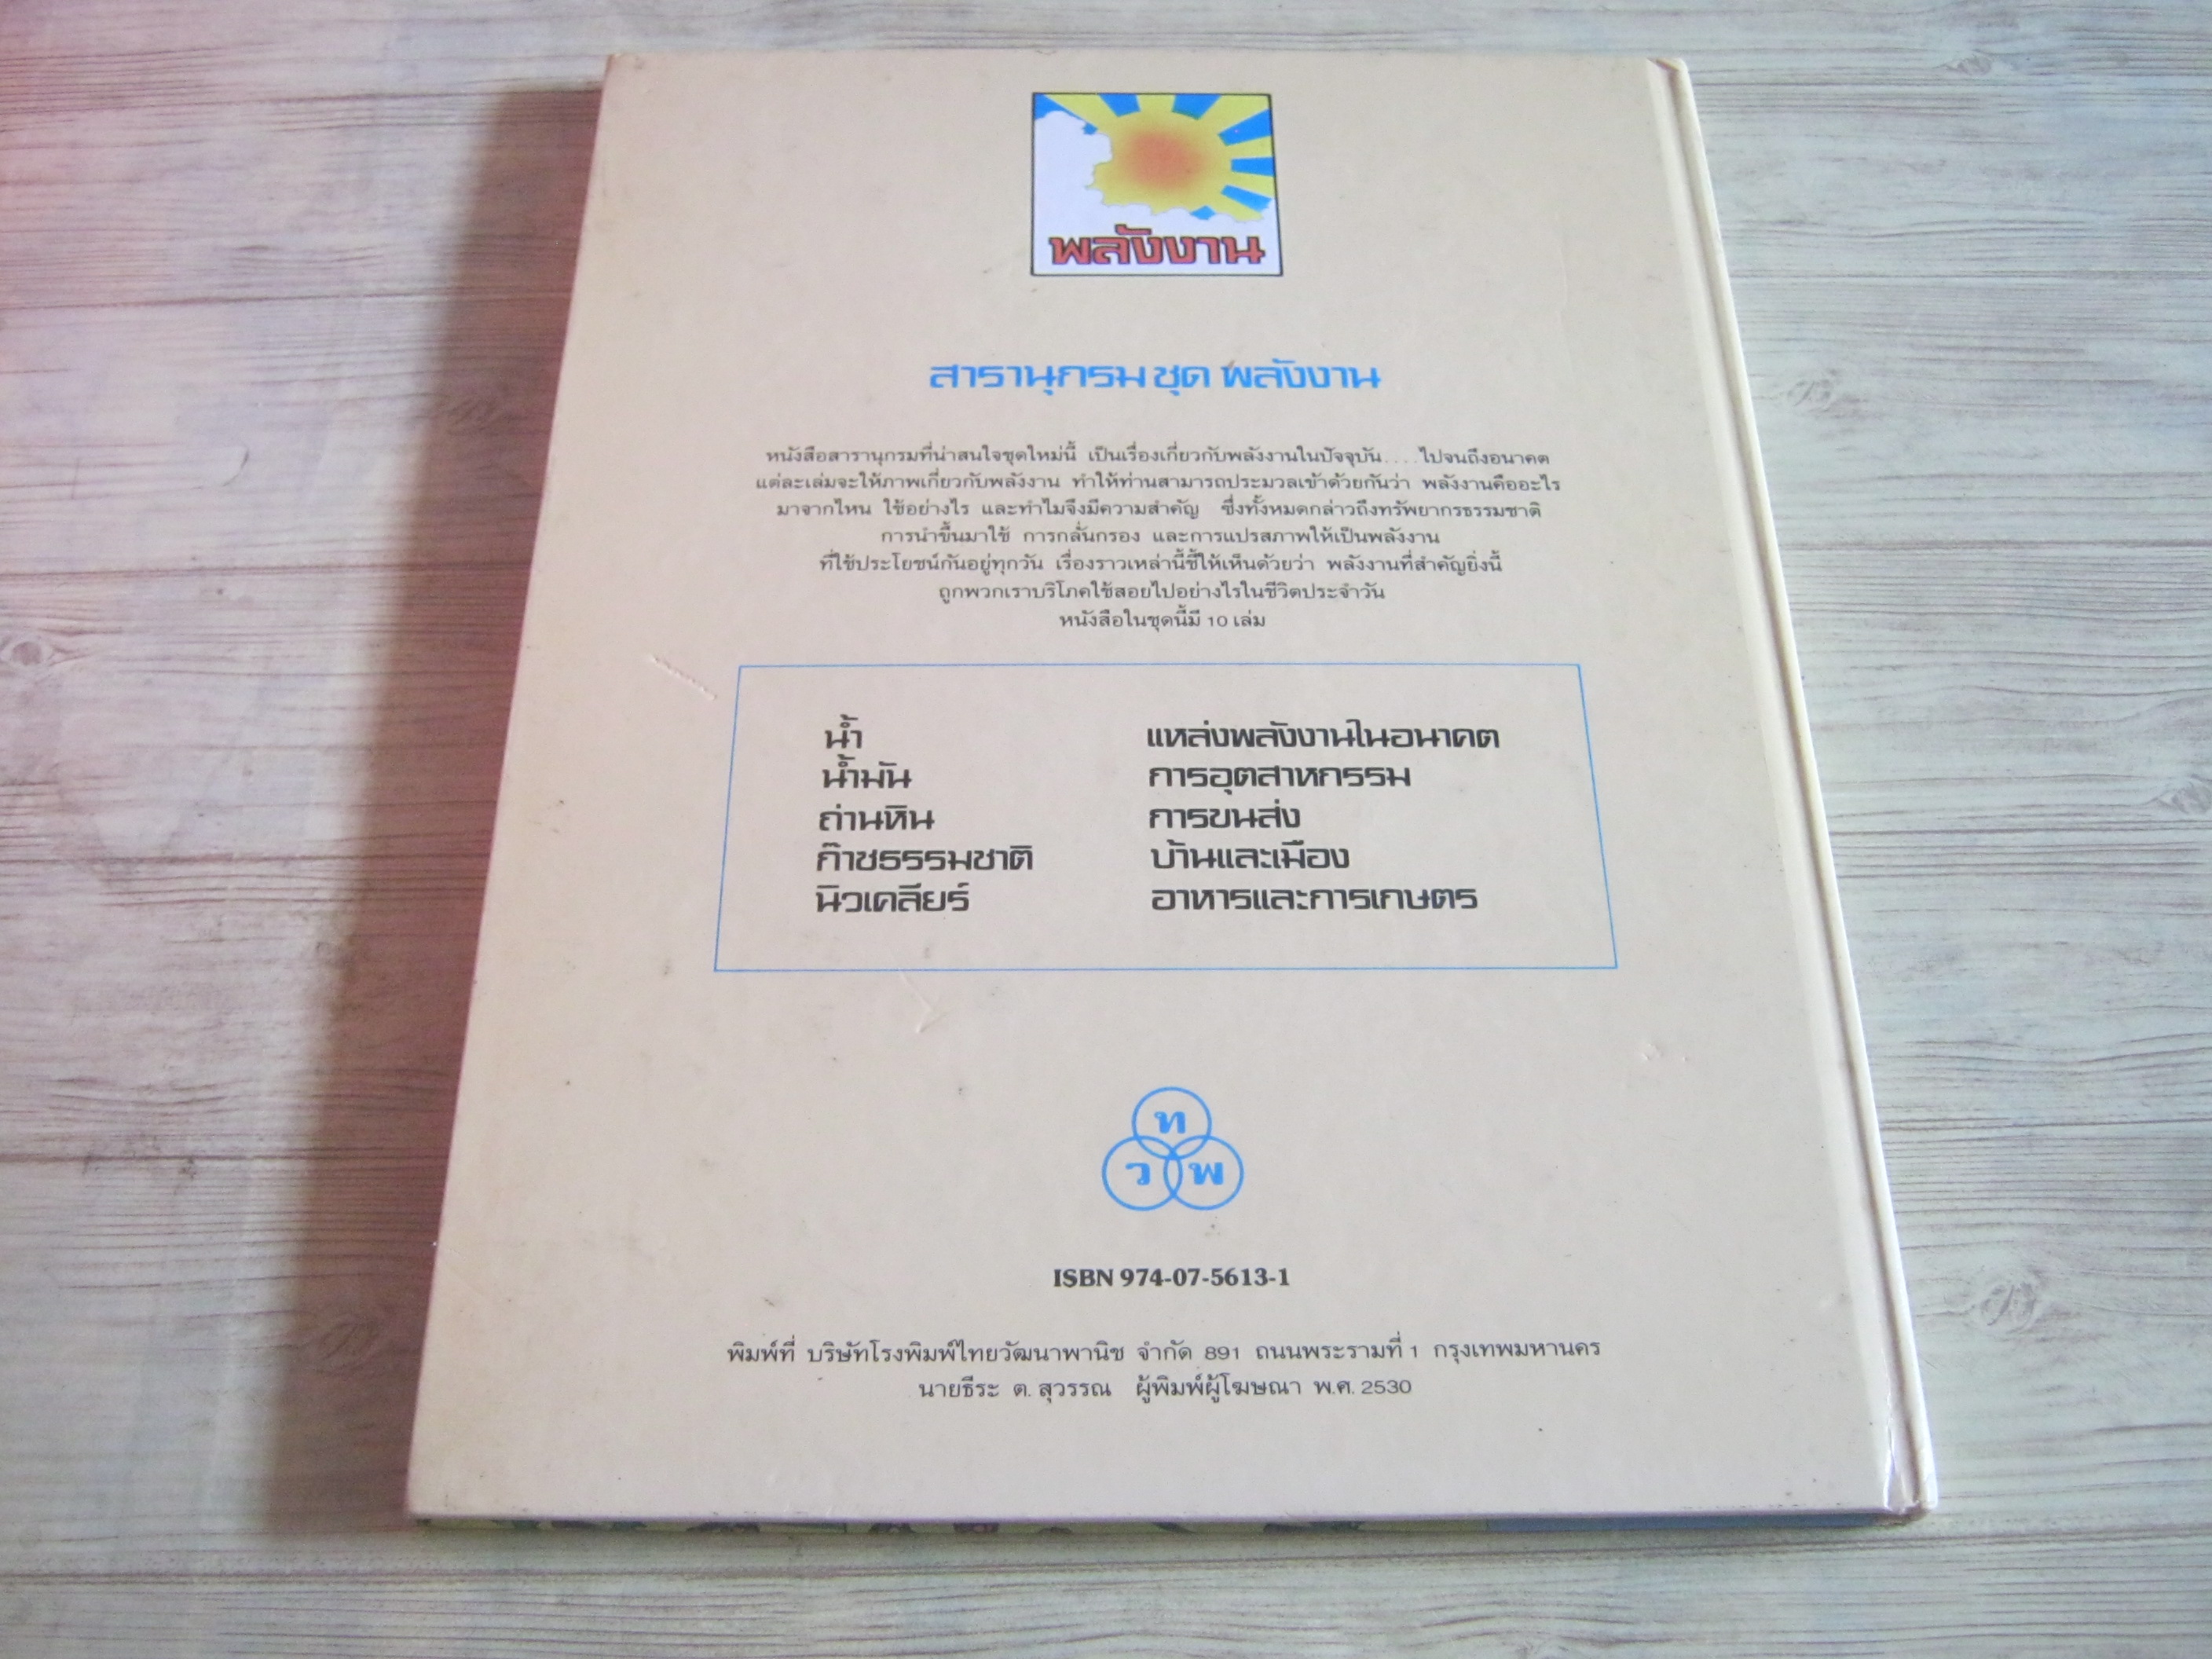 พลังงาน
สารานุกรม ชุด พลังงาน
หนังสือสารานุกรมที่น่าสนใจชุดใหม่นี้ เป็นเรื่องเกี่ยวกับพลังงานในปัจจุบัน....ไปจนถึงอนาคต
แต่ละเล่มจะให้ภาพเกี่ยวกับพลังงาน ทำให้ท่านสามารถประมวลเข้าด้วยกันว่า พลังงานคืออะไร
มาจากไหน ใช้อย่างไร และทำไมจึงมีความสำคัญ ซึ่งทั้งหมดกล่าวถึงทรัพยากรธรรมชาติ
การนำขึ้นมาใช้ การกลั่นกรอง และการแปรสภาพให้เป็นพลังงาน
ที่ใช้ประโยชน์กันอยู่ทุกวัน เรื่องราวเหล่านี้ชี้ให้เห็นด้วยว่า พลังงานที่สำคัญยิ่งนี้
ถูกพวกเราบริโภคใช้สอยไปอย่างไรในชีวิตประจำวัน
หนังสือในชุดนี้มี 10 เล่ม
น้ำ
น้ำมัน
ถ่านหิน
ก๊าซธรรมชาติ
นิวเคลียร์
แหล่งพลังงานในอนาคต
การอุตสาหกรรม
การขนส่ง
บ้านและเมือง
อาหารและการเกษตร
ท
ว พ
ISBN 974-07-5613-1
พิมพ์ที่ บริษัทโรงพิมพ์ไทยวัฒนาพานิช จำกัด 891 ถนนพระรามที่ 1 กรุงเทพมหานคร
นายธีระ ต. สุวรรณ ผู้พิมพ์ผู้โฆษณา พ.ศ. 2530